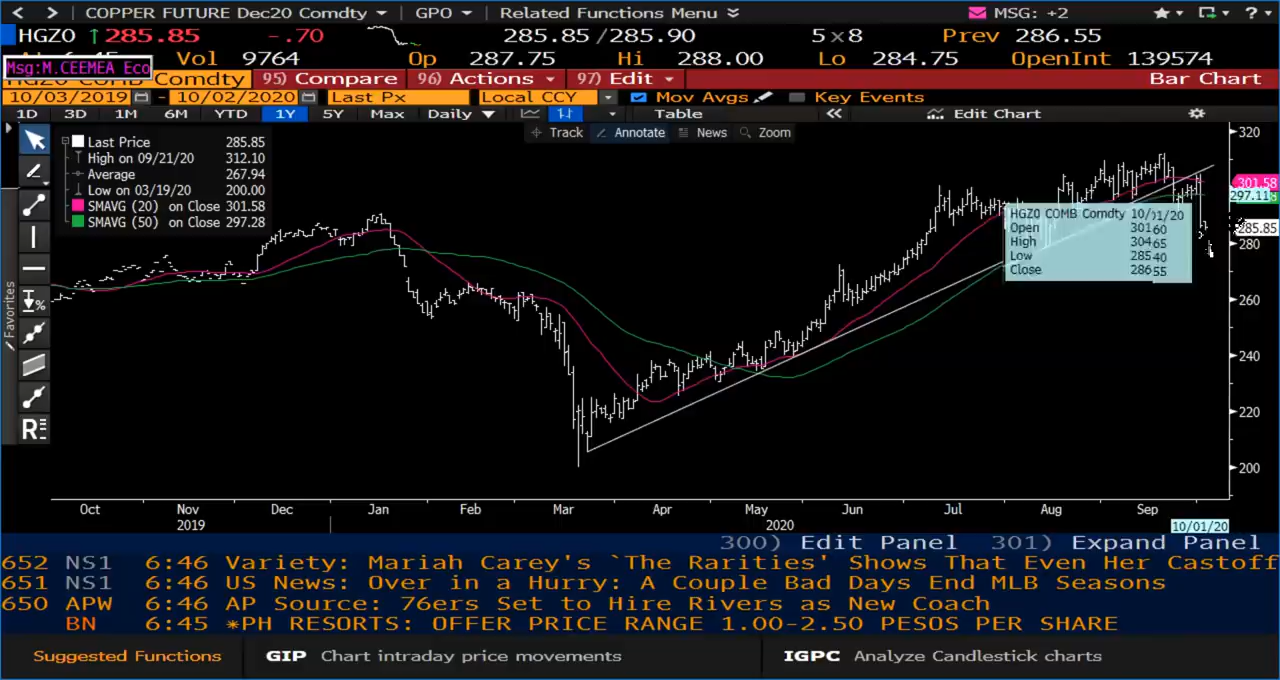 < > COPPER FUTURE Dec20 Comdty GPO Related Functions Menu MSG: +2 ?
HGZ0 ↑285.85 -.70 285.85/285.90 5×8 Prev 286.55
Vol 9764 Op 287.75 Hi 288.00 Lo 284.75 OpenInt 139574
Msg:M.CEEMEA Eco
HGZ0 COMB Comdty 95) Compare 96) Actions 97) Edit Bar Chart
10/03/2019 - 10/02/2020 Last Px Local CCY Mov Avgs Key Events
1D 3D 1M 6M YTD 1Y 5Y Max Daily ▼ Table « Edit Chart
Track Annotate News Zoom
Last Price 285.85
High on 09/21/20 312.10
Average 267.94
Low on 03/19/20 200.00
SMAVG (20) on Close 301.58
SMAVG (50) on Close 297.28
Favorites
%
R
320
301.58
297.11
285.85
280
260
240
220
200
HGZ0 COMB Comdty 10/01/20
Open 301 60
High 304 65
Low 285 40
Close 286 55
Oct Nov Dec Jan Feb Mar Apr May Jun Jul Aug Sep
2019 2020 10/01/20
300) Edit Panel 301) Expand Panel
652 NS1 6:46 Variety: Mariah Carey's `The Rarities' Shows That Even Her Castoff
651 NS1 6:46 US News: Over in a Hurry: A Couple Bad Days End MLB Seasons
650 APW 6:46 AP Source: 76ers Set to Hire Rivers as New Coach
BN 6:45 *PH RESORTS: OFFER PRICE RANGE 1.00-2.50 PESOS PER SHARE
Suggested Functions GIP Chart intraday price movements IGPC Analyze Candlestick charts